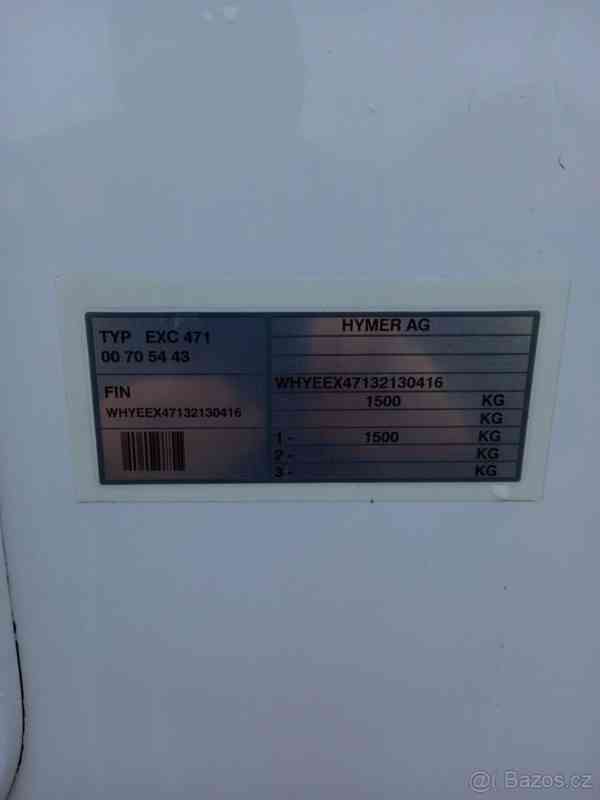 TYP EXC 471
00 70 54 43
FIN
WHYEEX47132130416
HYMER AG
WHYEEX47132130416
1500 KG
KG
1 - 1500 KG
2 - KG
3 - KG
@ Bazos.cz